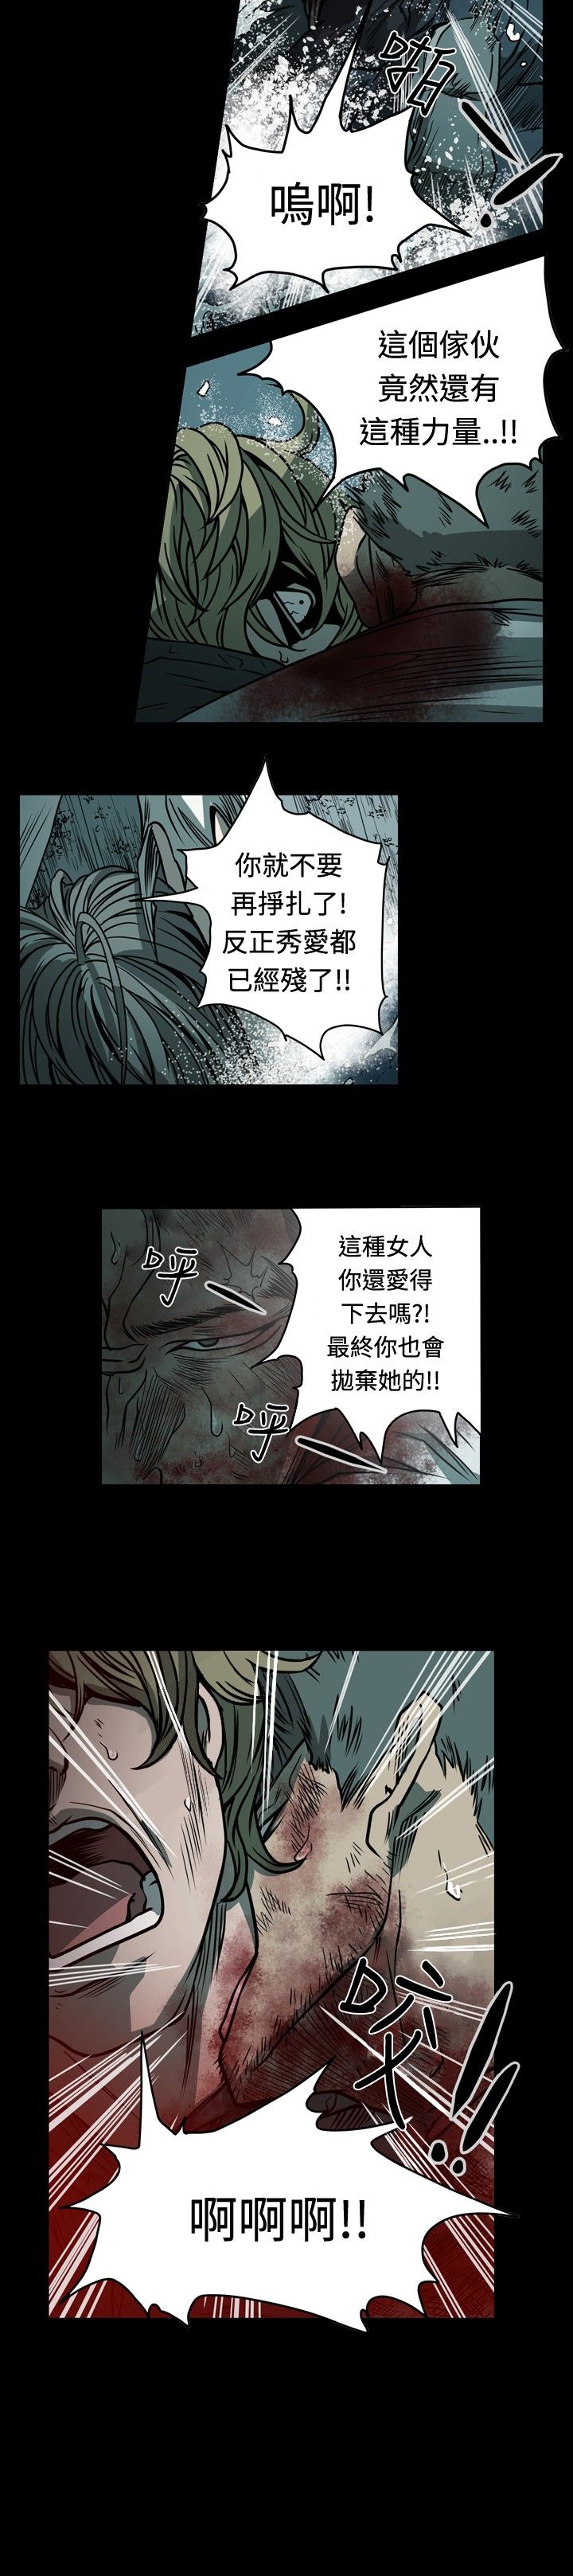 啪
嗚啊!
這個傢伙
竟然還有
這種力量..!!
你就不要
再掙扎了!
反正秀愛都
已經殘了!!
呼
這種女人
你還愛得
下去嗎?!
最終你也會
拋棄她的!!
呼
啊啊啊!!